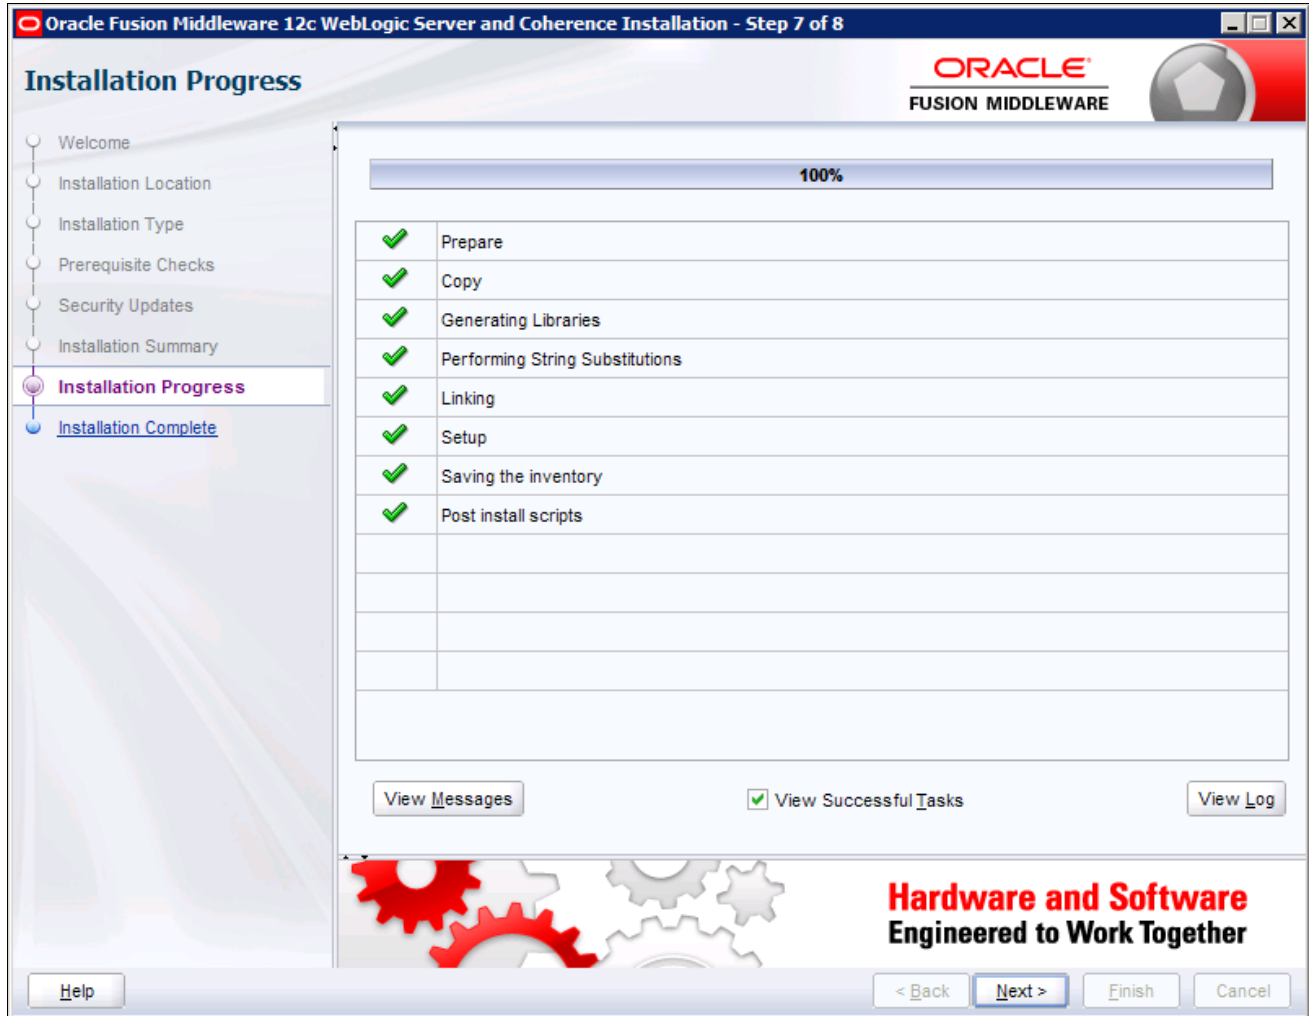 Oracle Fusion Middleware 12c WebLogic Server and Coherence Installation - Step 7 of 8
Installation Progress
ORACLE
FUSION MIDDLEWARE
Welcome
Installation Location
Installation Type
Prerequisite Checks
Security Updates
Installation Summary
Installation Progress
Installation Complete
100%
Prepare
Copy
Generating Libraries
Performing String Substitutions
Linking
Setup
Saving the inventory
Post install scripts
View Messages
View Successful Tasks
View Log
Hardware and Software
Engineered to Work Together
Help
< Back
Next >
Finish
Cancel